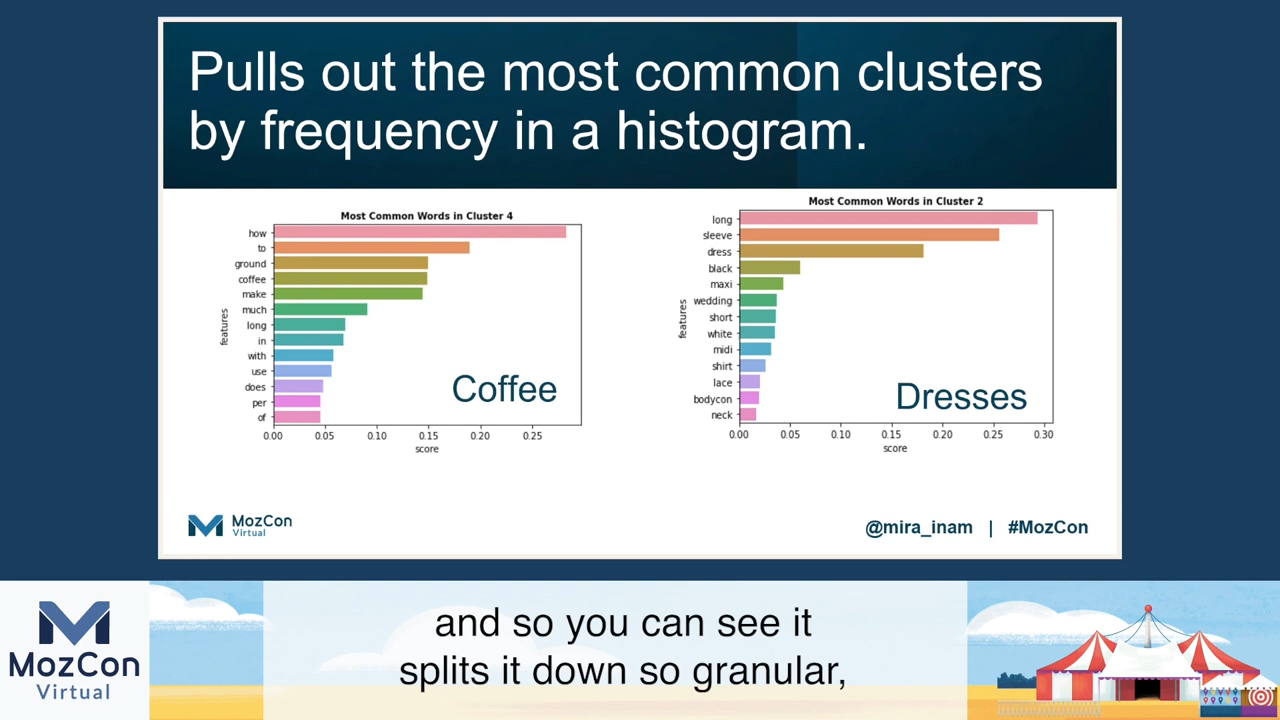 Pulls out the most common clusters
by frequency in a histogram.
Most Common Words in Cluster 4
features
how
to
ground
coffee
make
much
long
in
with
use
does
per
of
0.00 0.05 0.10 0.15 0.20 0.25
score
Coffee
Most Common Words in Cluster 2
features
long
sleeve
dress
black
maxi
wedding
short
white
midi
shirt
lace
bodycon
neck
0.00 0.05 0.10 0.15 0.20 0.25 0.30
score
Dresses
MozCon
Virtual
@mira_inam | #MozCon
MozCon
Virtual
and so you can see it
splits it down so granular,